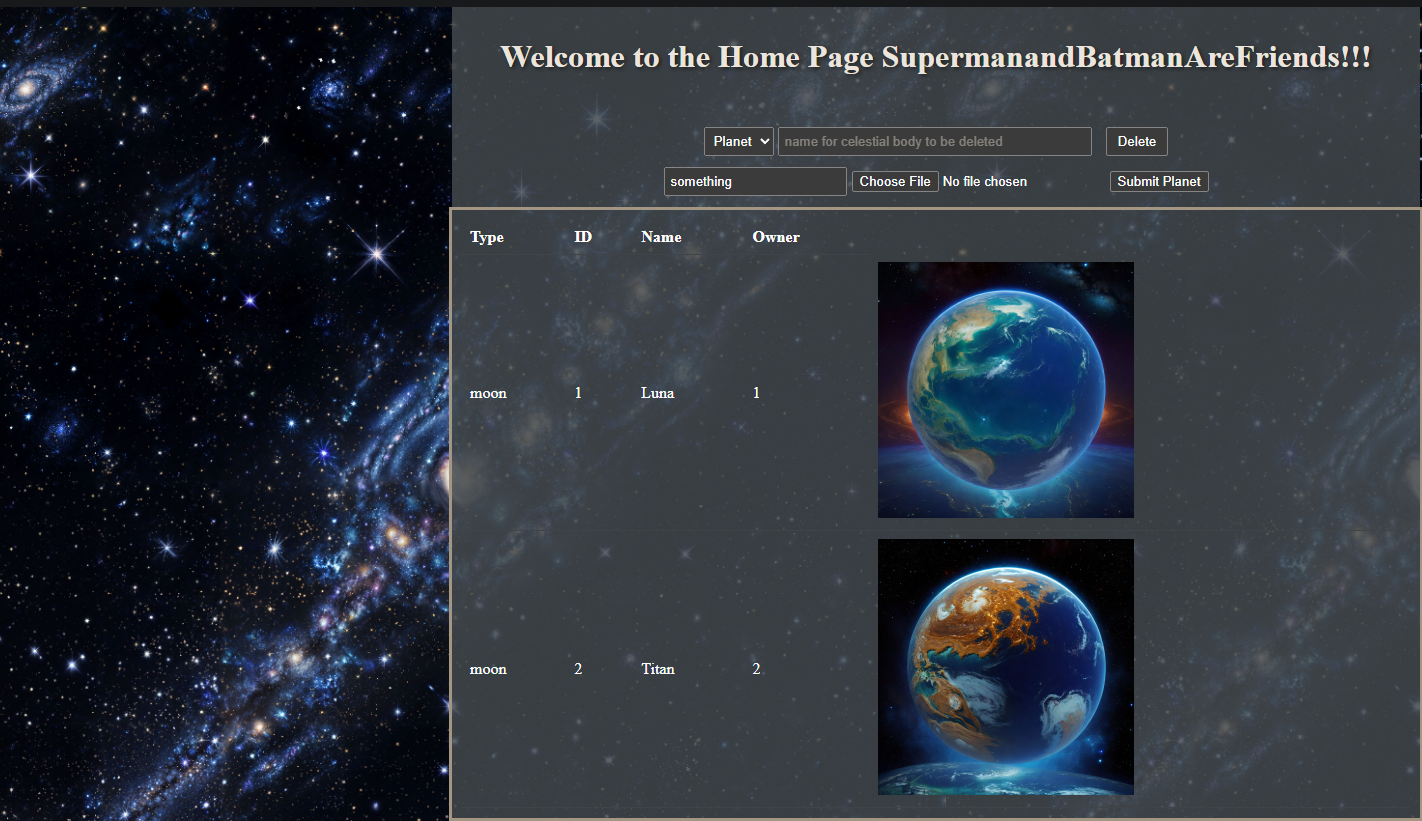 Welcome to the Home Page SupermanandBatmanAreFriends!!!
Planet name for celestial body to be deleted Delete
something Choose File No file chosen Submit Planet
Type ID Name Owner
moon 1 Luna 1
moon 2 Titan 2